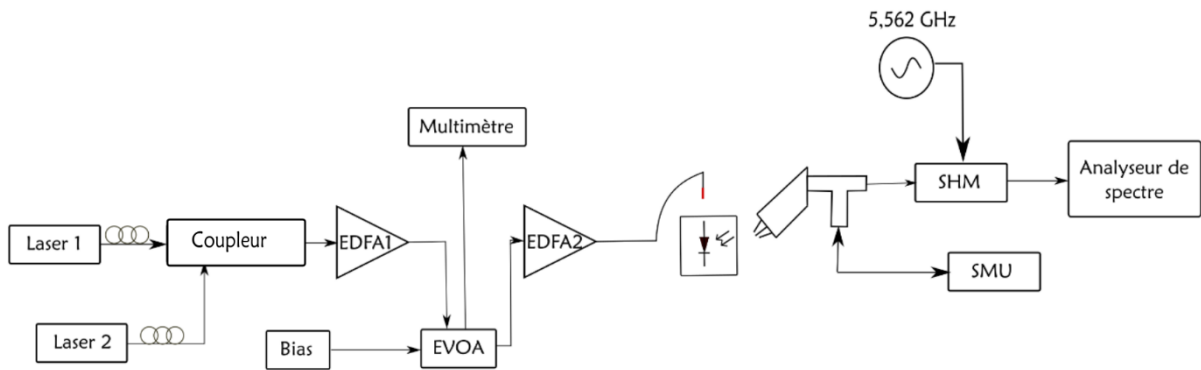 5,562 GHz
Multimètre
Analyseur de
spectre
SHM
Laser 1
Coupleur
EDFA1
EDFA2
SMU
Laser 2
Bias
EVOA